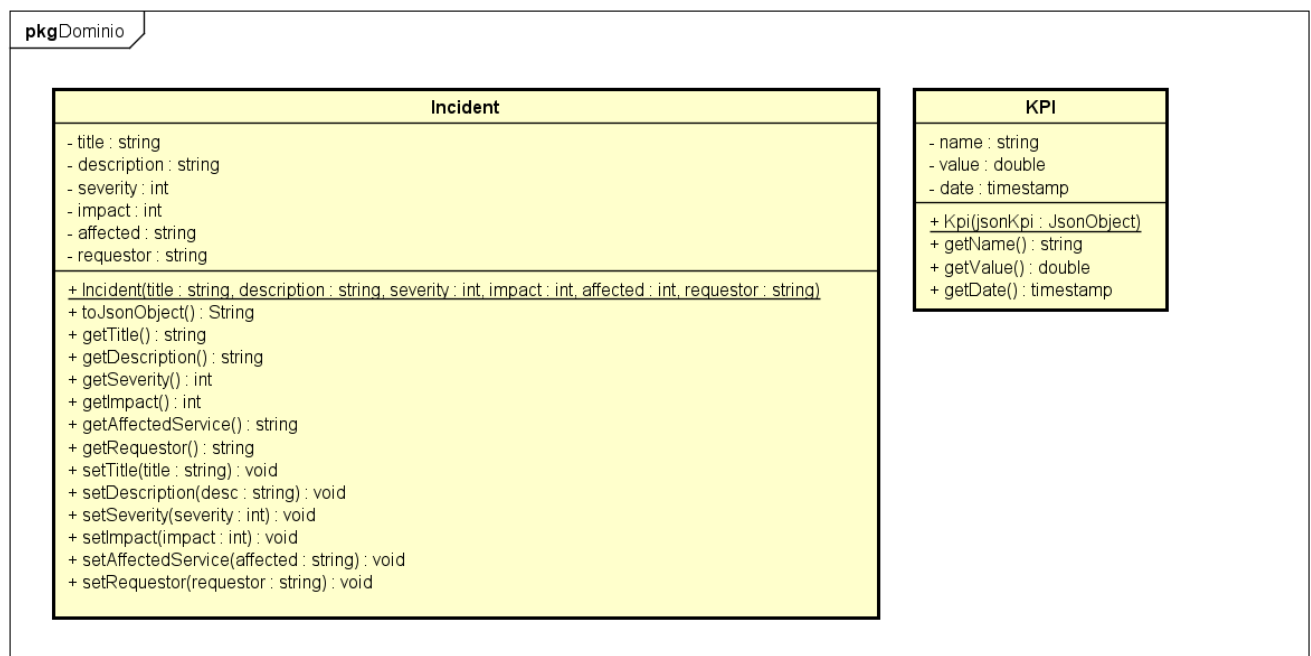 pkgDominio
Incident
- title : string
- description : string
- severity : int
- impact : int
- affected : string
- requestor : string
+ Incident(title : string, description : string, severity : int, impact : int, affected : int, requestor : string)
+ toJsonObject() : String
+ getTitle() : string
+ getDescription() : string
+ getSeverity() : int
+ getImpact() : int
+ getAffectedService() : string
+ getRequestor() : string
+ setTitle(title : string) : void
+ setDescription(desc : string) : void
+ setSeverity(severity : int) : void
+ setImpact(impact : int) : void
+ setAffectedService(affected : string) : void
+ setRequestor(requestor : string) : void
KPI
- name : string
- value : double
- date : timestamp
+ Kpi(jsonKpi : JsonObject)
+ getName() : string
+ getValue() : double
+ getDate() : timestamp